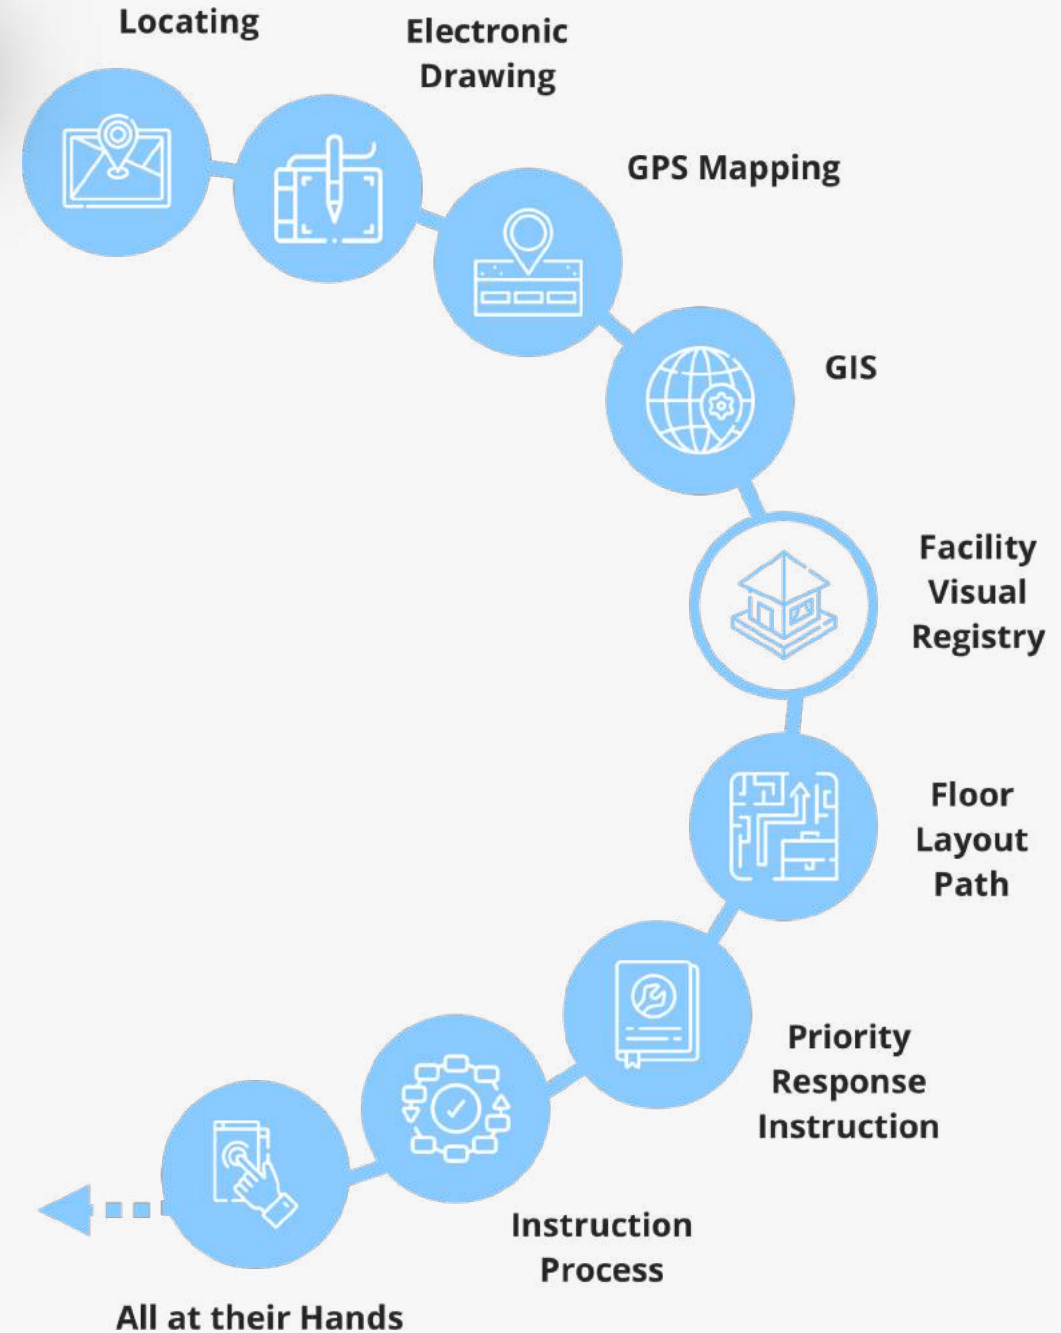 Locating
Electronic
Drawing
GPS Mapping
GIS
Facility
Visual
Registry
Floor
Layout
Path
Priority
Response
Instruction
Instruction
Process
All at their Hands